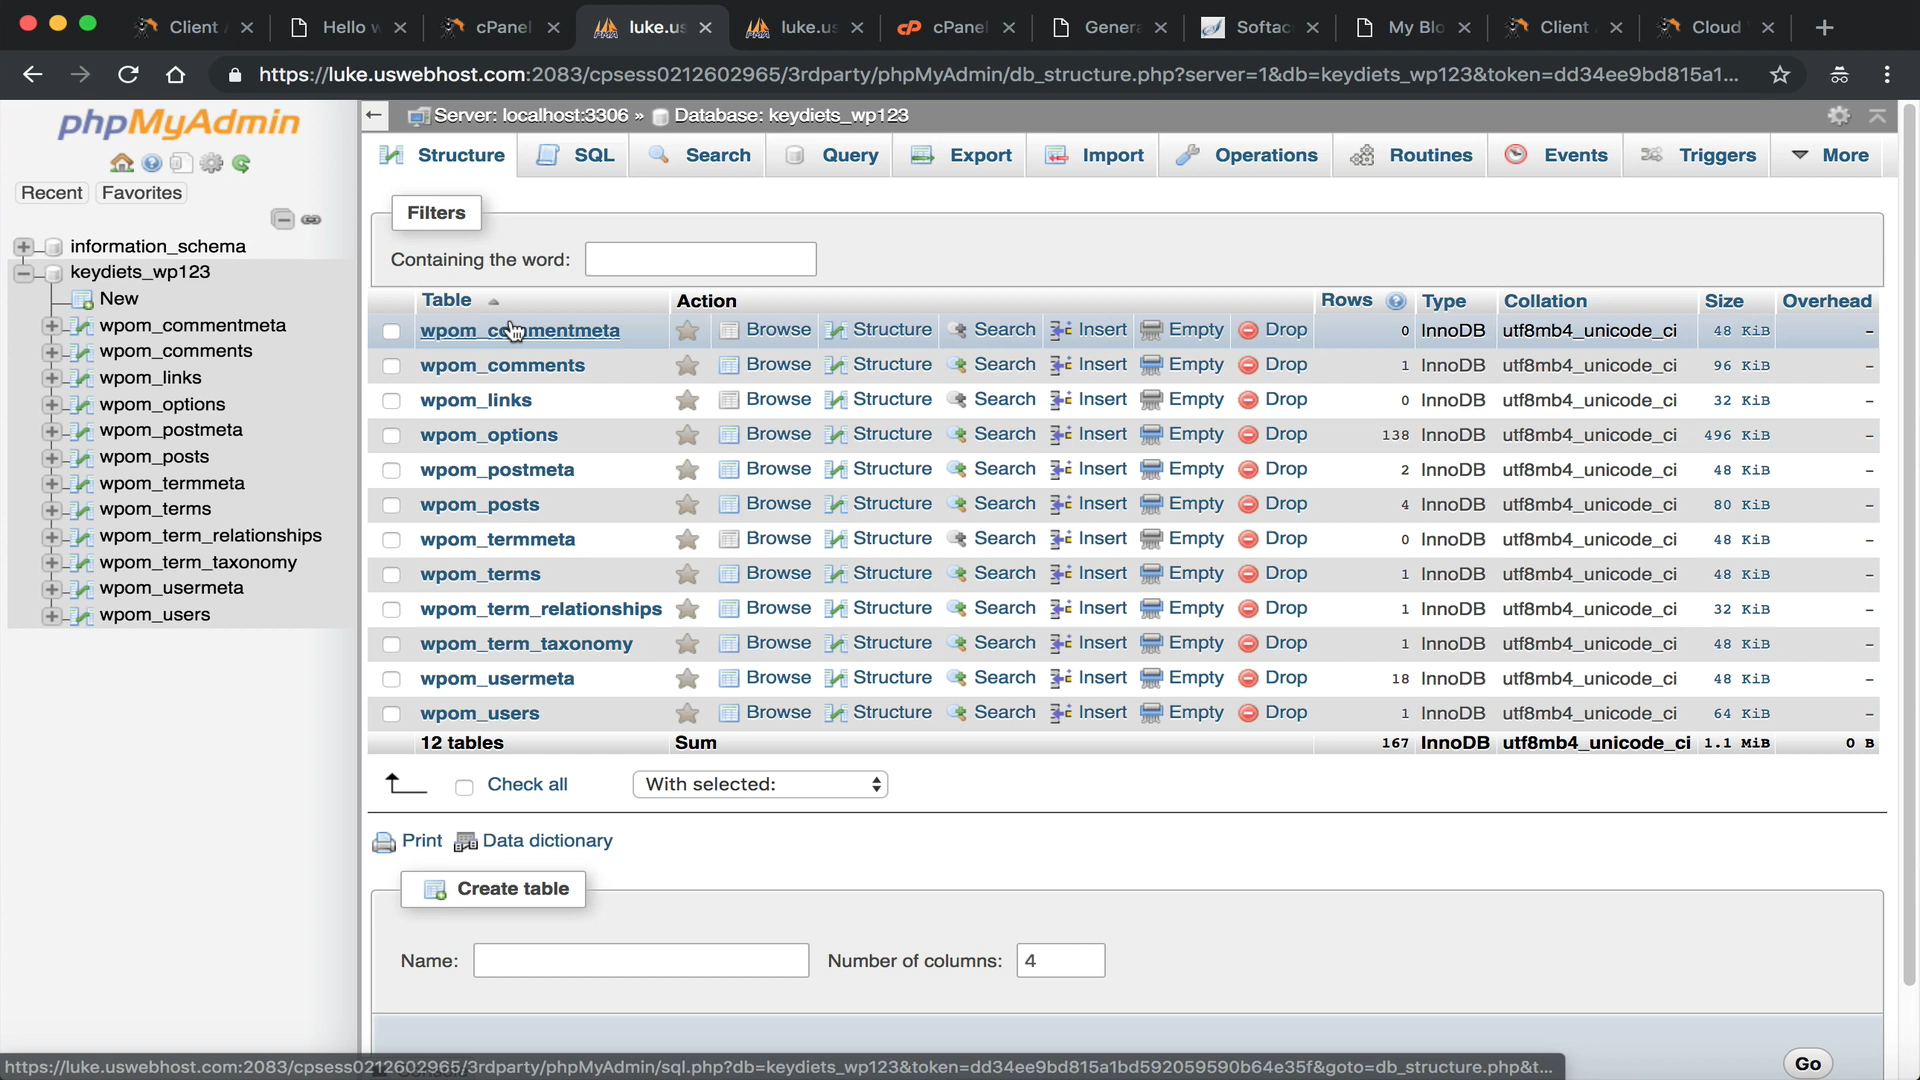 Client
Hello w
cPanel
luke.us
luke.us
cPanel
Genera
Softac
My Blo
Client
Cloud
https://luke.uswebhost.com:2083/cpsess0212602965/3rdparty/phpMyAdmin/db_structure.php?server=1&db=keydiets_wp123&token=dd34ee9bd815a1...
phpMyAdmin
Recent Favorites
information_schema
keydiets_wp123
New
wpom_commentmeta
wpom_comments
wpom_links
wpom_options
wpom_postmeta
wpom_posts
wpom_termmeta
wpom_terms
wpom_term_relationships
wpom_term_taxonomy
wpom_usermeta
wpom_users
Server: localhost:3306 » Database: keydiets_wp123
Structure SQL Search Query Export Import Operations Routines Events Triggers More
Filters
Containing the word:
Table Action Rows Type Collation Size Overhead
wpom_commentmeta Browse Structure Search Insert Empty Drop 0 InnoDB utf8mb4_unicode_ci 48 KiB -
wpom_comments Browse Structure Search Insert Empty Drop 1 InnoDB utf8mb4_unicode_ci 96 KiB -
wpom_links Browse Structure Search Insert Empty Drop 0 InnoDB utf8mb4_unicode_ci 32 KiB -
wpom_options Browse Structure Search Insert Empty Drop 138 InnoDB utf8mb4_unicode_ci 496 KiB -
wpom_postmeta Browse Structure Search Insert Empty Drop 2 InnoDB utf8mb4_unicode_ci 48 KiB -
wpom_posts Browse Structure Search Insert Empty Drop 4 InnoDB utf8mb4_unicode_ci 80 KiB -
wpom_termmeta Browse Structure Search Insert Empty Drop 0 InnoDB utf8mb4_unicode_ci 48 KiB -
wpom_terms Browse Structure Search Insert Empty Drop 1 InnoDB utf8mb4_unicode_ci 48 KiB -
wpom_term_relationships Browse Structure Search Insert Empty Drop 1 InnoDB utf8mb4_unicode_ci 32 KiB -
wpom_term_taxonomy Browse Structure Search Insert Empty Drop 1 InnoDB utf8mb4_unicode_ci 48 KiB -
wpom_usermeta Browse Structure Search Insert Empty Drop 18 InnoDB utf8mb4_unicode_ci 48 KiB -
wpom_users Browse Structure Search Insert Empty Drop 1 InnoDB utf8mb4_unicode_ci 64 KiB -
12 tables Sum 167 InnoDB utf8mb4_unicode_ci 1.1 MiB 0 B
Check all With selected:
Print Data dictionary
Create table
Name: Number of columns: 4
Go
https://luke.uswebhost.com:2083/cpsess0212602965/3rdparty/phpMyAdmin/sql.php?db=keydiets_wp123&token=dd34ee9bd815a1bd592059590b64e35f&goto=db_structure.php&t...